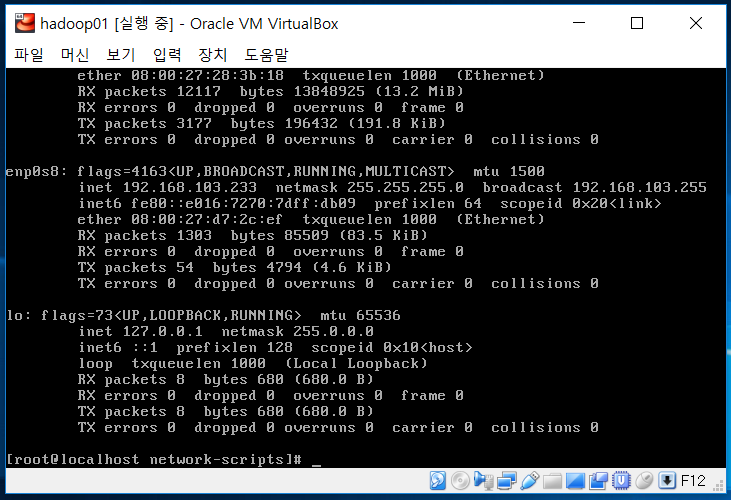 hadoop01 [실행 중] - Oracle VM VirtualBox
파일 머신 보기 입력 장치 도움말
ether 08:00:27:28:3b:18 txqueuelen 1000 (Ethernet)
RX packets 12117 bytes 13848925 (13.2 MiB)
RX errors 0 dropped 0 overruns 0 frame 0
TX packets 3177 bytes 196432 (191.8 KiB)
TX errors 0 dropped 0 overruns 0 carrier 0 collisions 0
enp0s8: flags=4163<UP,BROADCAST,RUNNING,MULTICAST> mtu 1500
inet 192.168.103.233 netmask 255.255.255.0 broadcast 192.168.103.255
inet6 fe80::e016:7270:7dff:db09 prefixlen 64 scopeid 0x20<link>
ether 08:00:27:d7:2c:ef txqueuelen 1000 (Ethernet)
RX packets 1303 bytes 85509 (83.5 KiB)
RX errors 0 dropped 0 overruns 0 frame 0
TX packets 54 bytes 4794 (4.6 KiB)
TX errors 0 dropped 0 overruns 0 carrier 0 collisions 0
lo: flags=73<UP,LOOPBACK,RUNNING> mtu 65536
inet 127.0.0.1 netmask 255.0.0.0
inet6 ::1 prefixlen 128 scopeid 0x10<host>
loop txqueuelen 1000 (Local Loopback)
RX packets 8 bytes 680 (680.0 B)
RX errors 0 dropped 0 overruns 0 frame 0
TX packets 8 bytes 680 (680.0 B)
TX errors 0 dropped 0 overruns 0 carrier 0 collisions 0
[root@localhost network-scripts]# _
F12